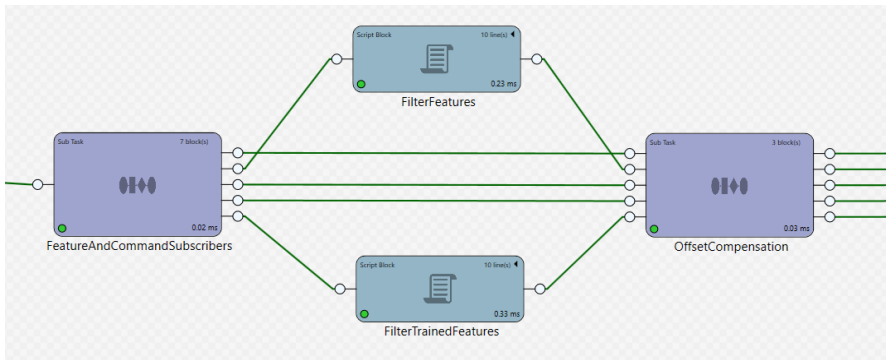 Script Block 10 line(s)
0.23 ms
FilterFeatures
Sub Task 7 block(s)
0.02 ms
FeatureAndCommandSubscribers
Sub Task 3 block(s)
0.03 ms
OffsetCompensation
Script Block 10 line(s)
0.33 ms
FilterTrainedFeatures